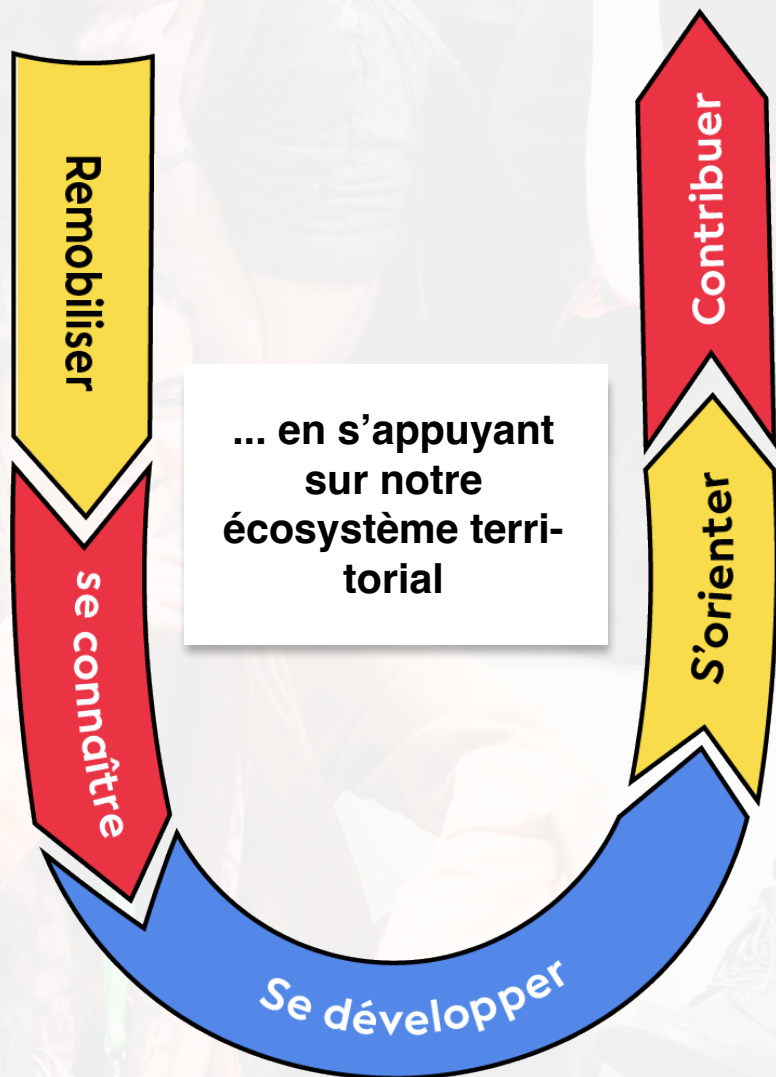 Remobiliser
se connaître
Se développer
S'orienter
Contribuer
... en s'appuyant
sur notre
écosystème terri-
torial